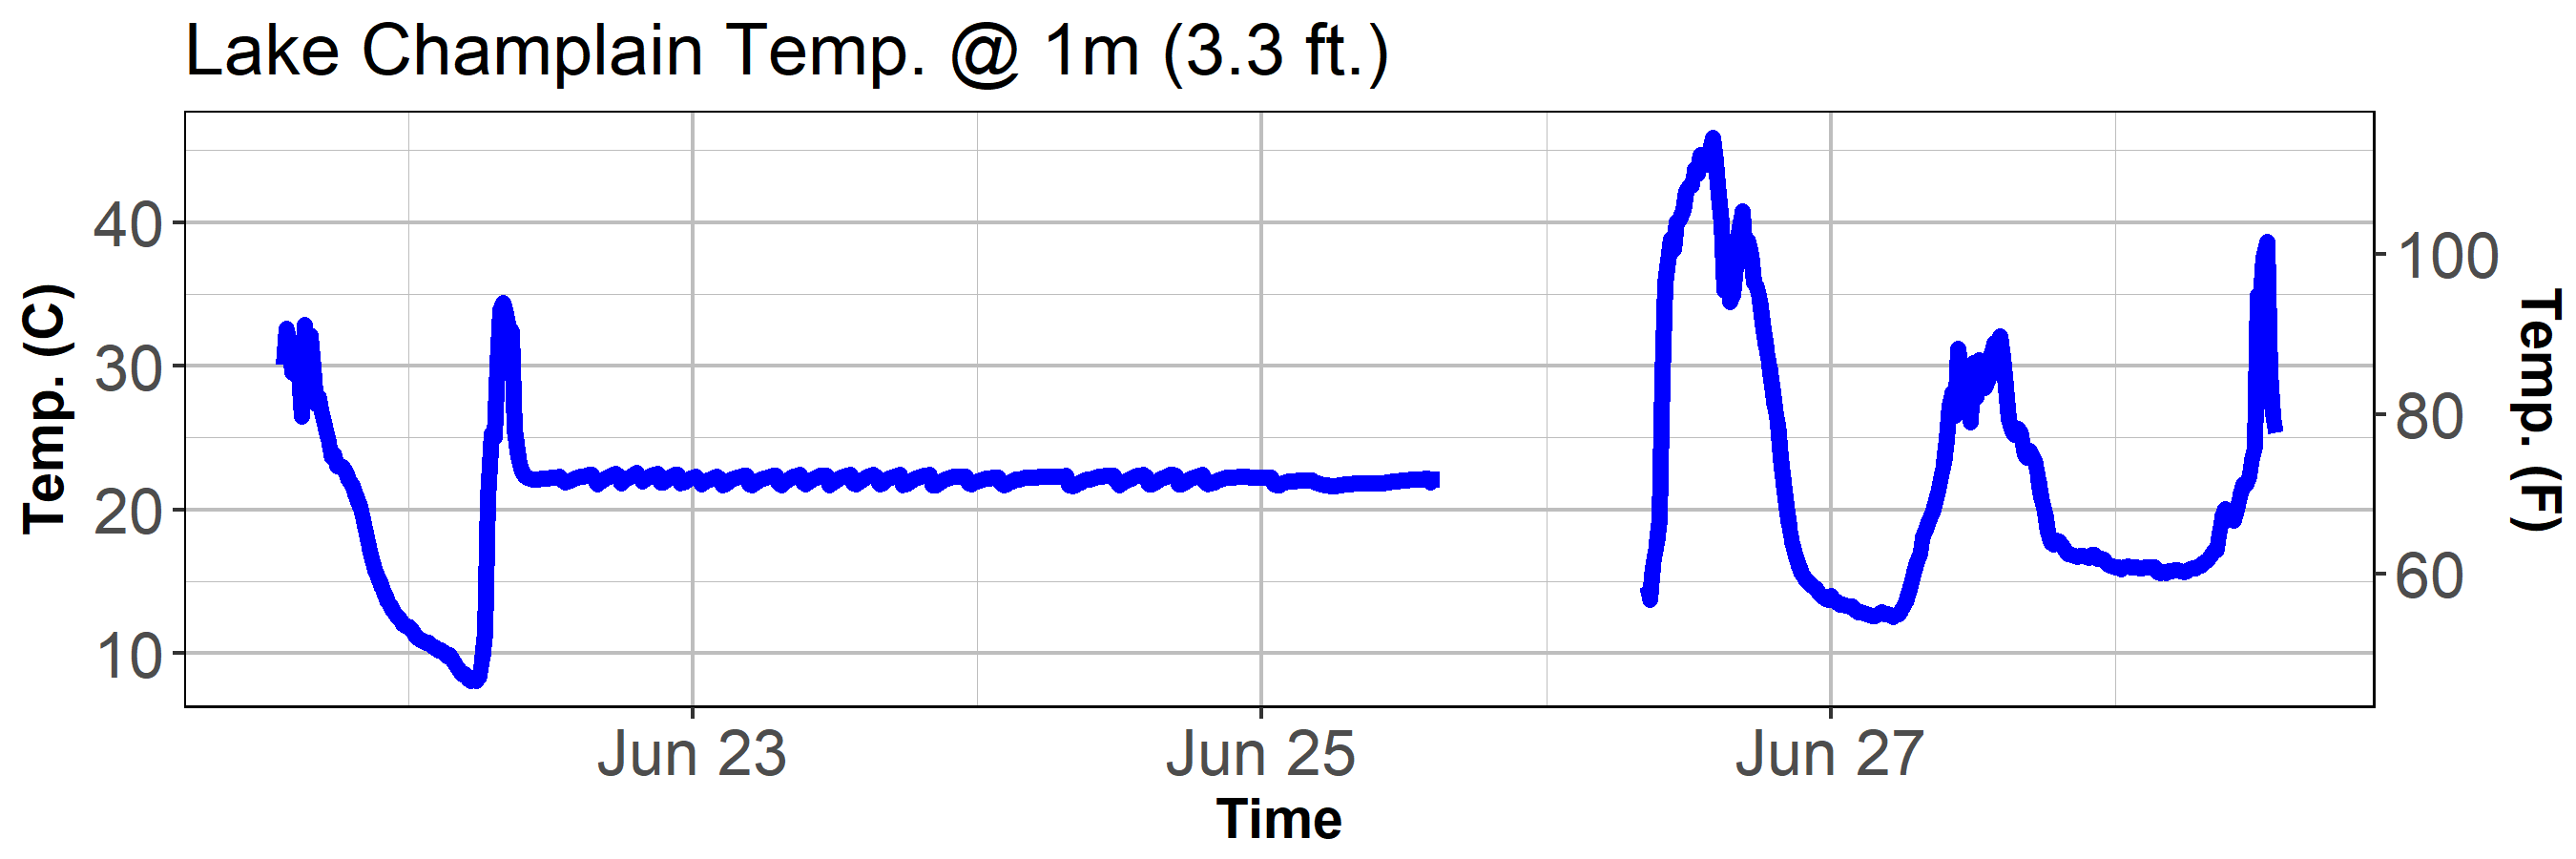 Lake Champlain Temp. @ 1m (3.3 ft.)
Temp. (C)
40
30
20
10
100
80
60
Temp. (F)
Jun 23
Jun 25
Jun 27
Time